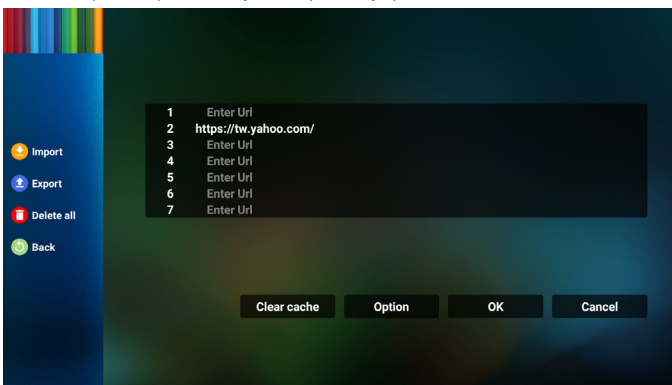 1 Enter Url
2 https://tw.yahoo.com/
3 Enter Url
4 Enter Url
5 Enter Url
6 Enter Url
7 Enter Url
Import
Export
Delete all
Back
Clear cache Option OK Cancel